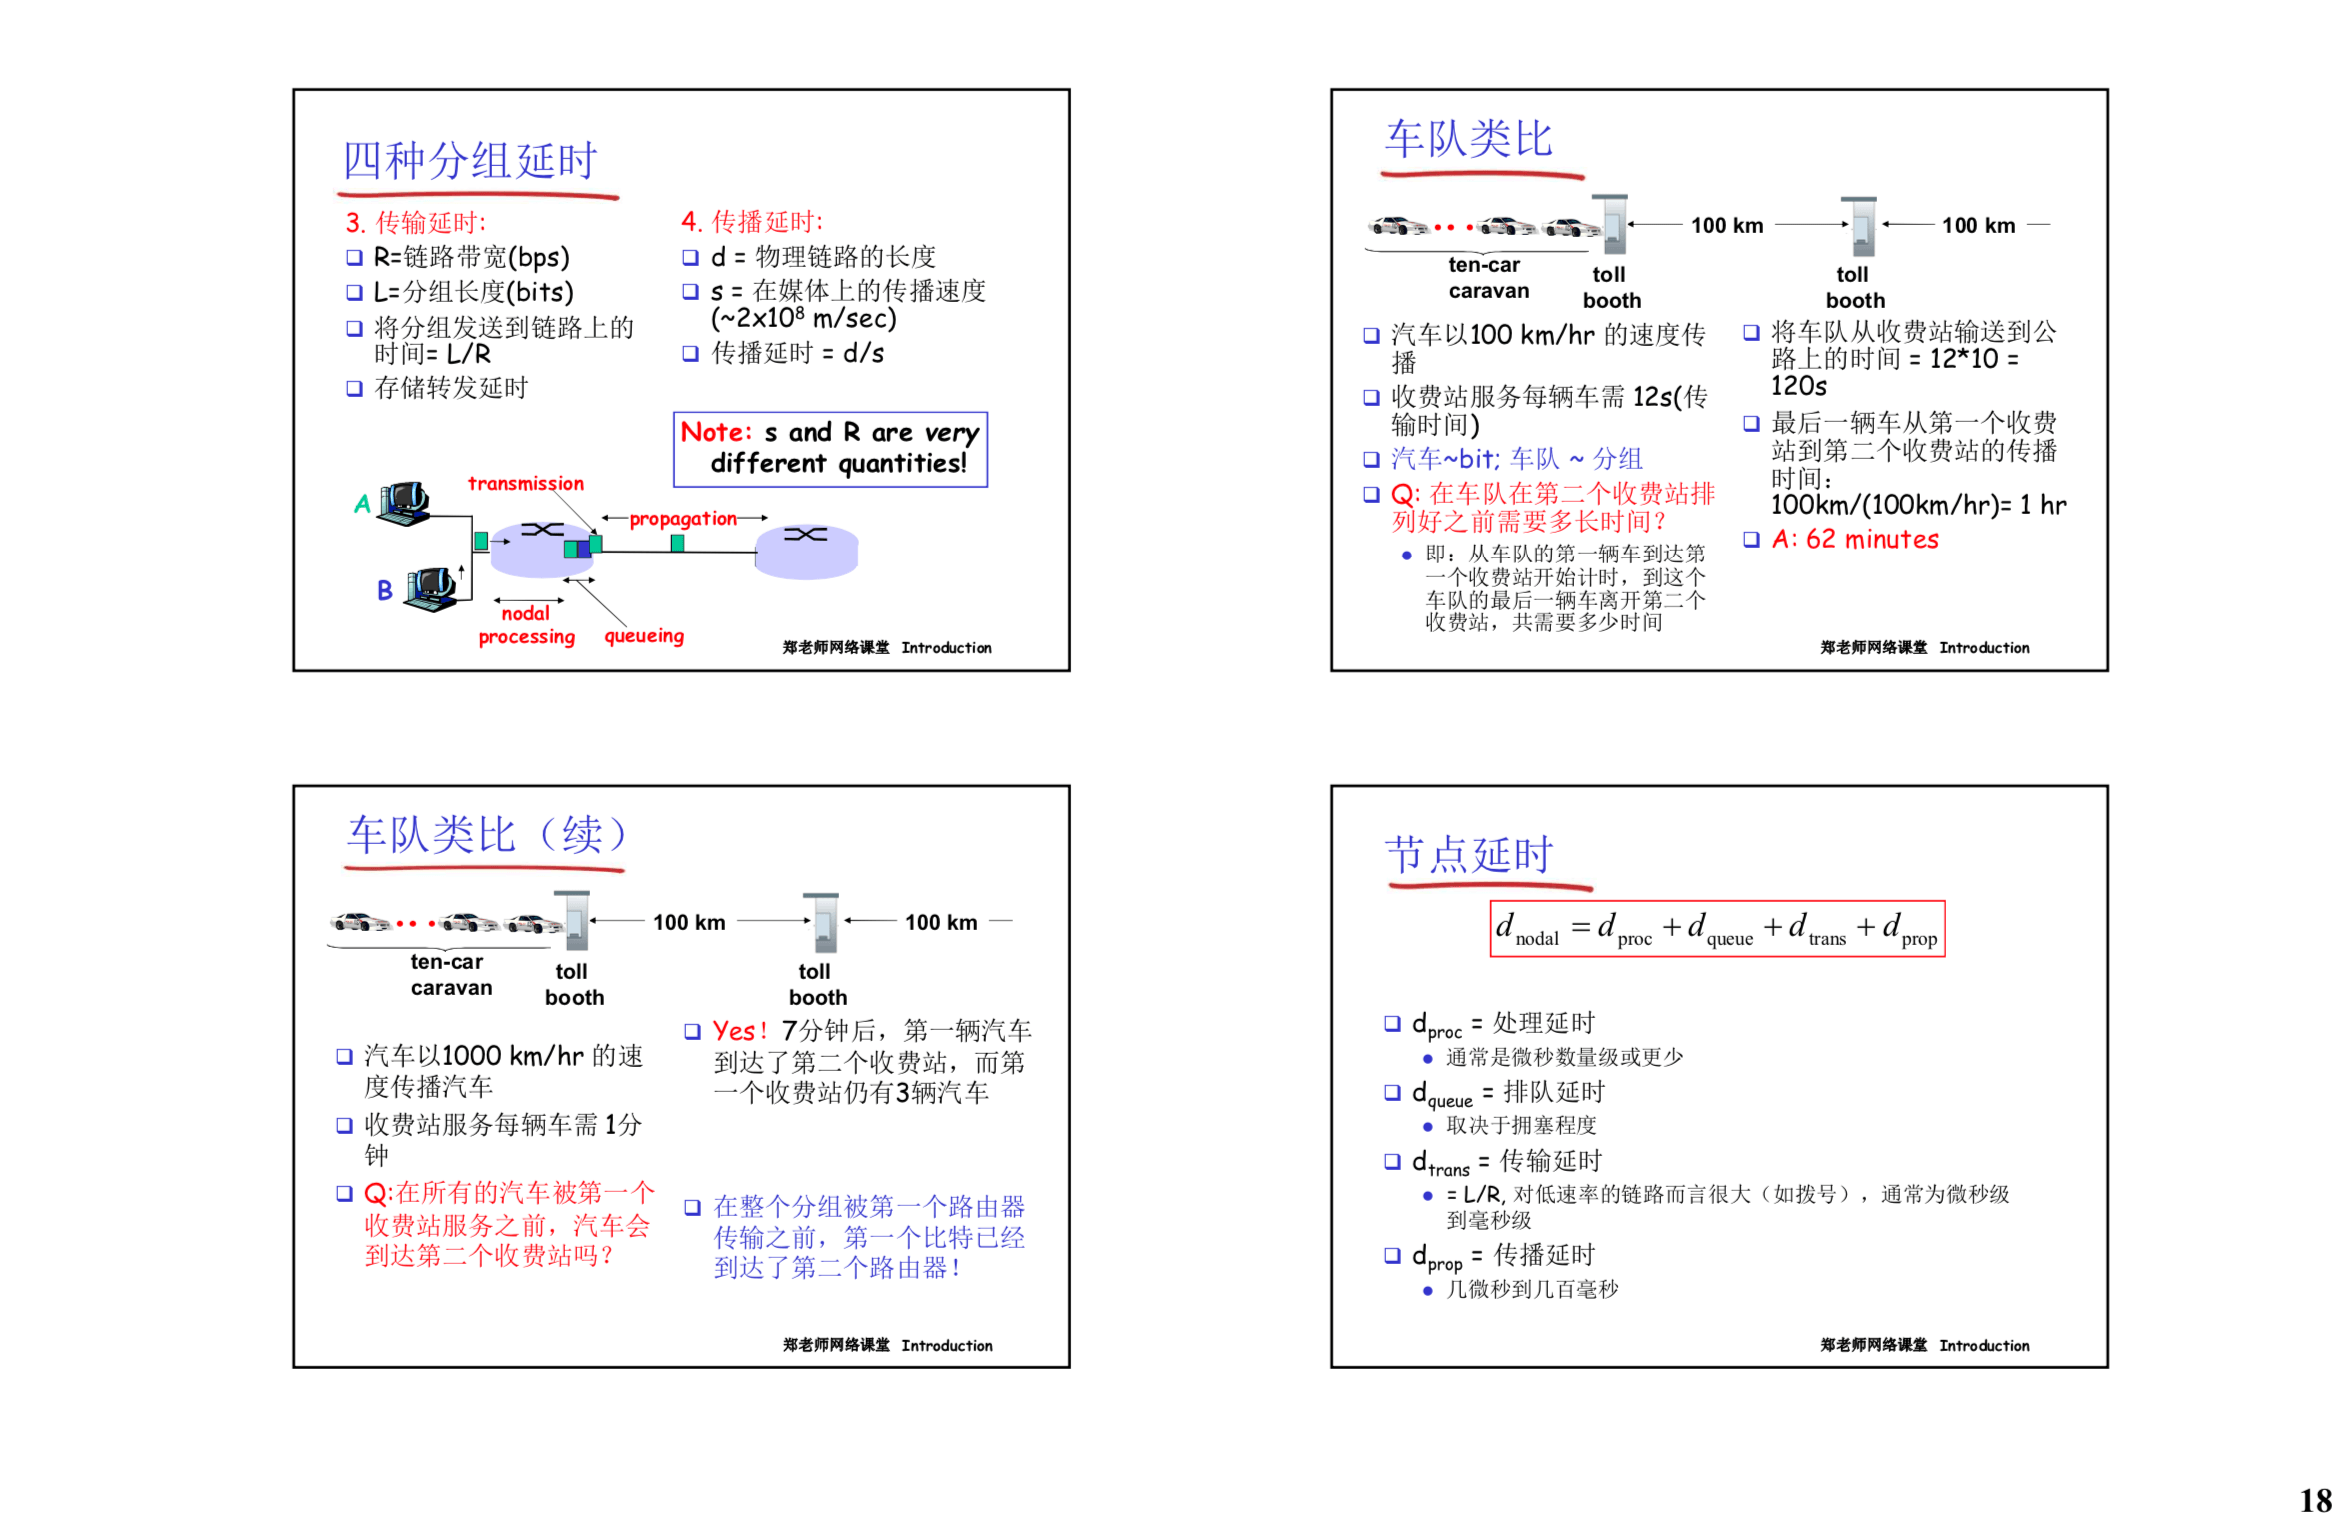 四种分组延时
3. 传输延时:
R=链路带宽(bps)
L=分组长度(bits)
将分组发送到链路上的
时间= L/R
存储转发延时
4. 传播延时:
d = 物理链路的长度
s = 在媒体上的传播速度
(~2x10⁸ m/sec)
传播延时 = d/s
Note: s and R are very
different quantities!
transmission
A
propagation
B
nodal
processing
queueing
郑老师网络课堂 Introduction
车队类比
100 km
100 km
ten-car
caravan
toll
booth
toll
booth
汽车以100 km/hr 的速度传
播
收费站服务每辆车需 12s(传
输时间)
汽车~bit; 车队 ~ 分组
Q: 在车队在第二个收费站排
列好之前需要多长时间?
即：从车队的第一辆车到达第
一个收费站开始计时，到这个
车队的最后一辆车离开第二个
收费站，共需要多少时间
将车队从收费站输送到公
路上的时间 = 12*10 =
120s
最后一辆车从第一个收费
站到第二个收费站的传播
时间：
100km/(100km/hr)= 1 hr
A: 62 minutes
郑老师网络课堂 Introduction
车队类比（续）
100 km
100 km
ten-car
caravan
toll
booth
toll
booth
汽车以1000 km/hr 的速
度传播汽车
收费站服务每辆车需 1分
钟
Q:在所有的汽车被第一个
收费站服务之前，汽车会
到达第二个收费站吗?
Yes！7分钟后，第一辆汽车
到达了第二个收费站，而第
一个收费站仍有3辆汽车
在整个分组被第一个路由器
传输之前，第一个比特已经
到达了第二个路由器！
郑老师网络课堂 Introduction
节点延时
d nodal = d proc + d queue + d trans + d prop
dproc = 处理延时
通常是微秒数量级或更少
dqueue = 排队延时
取决于拥塞程度
dtrans = 传输延时
= L/R, 对低速率的链路而言很大（如拨号），通常为微秒级
到毫秒级
dprop = 传播延时
几微秒到几百毫秒
郑老师网络课堂 Introduction
18